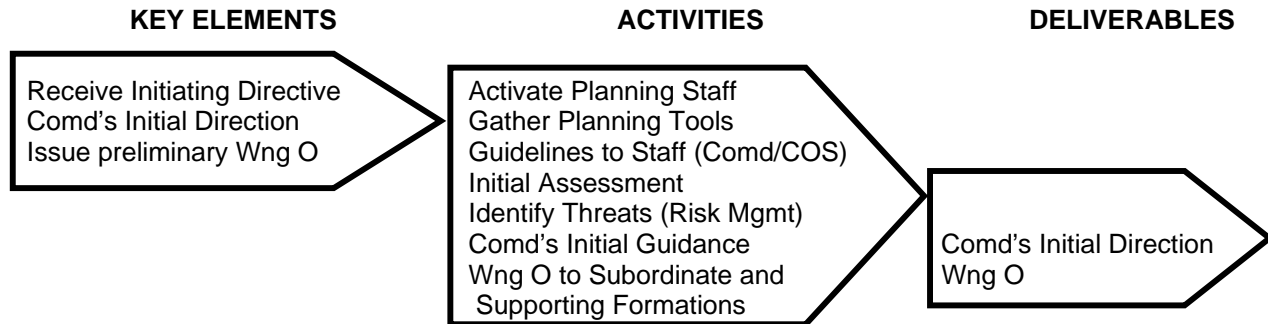 KEY ELEMENTS
ACTIVITIES
DELIVERABLES
Receive Initiating Directive
Comd's Initial Direction
Issue preliminary Wng O
Activate Planning Staff
Gather Planning Tools
Guidelines to Staff (Comd/COS)
Initial Assessment
Identify Threats (Risk Mgmt)
Comd's Initial Guidance
Wng O to Subordinate and
Supporting Formations
Comd's Initial Direction
Wng O